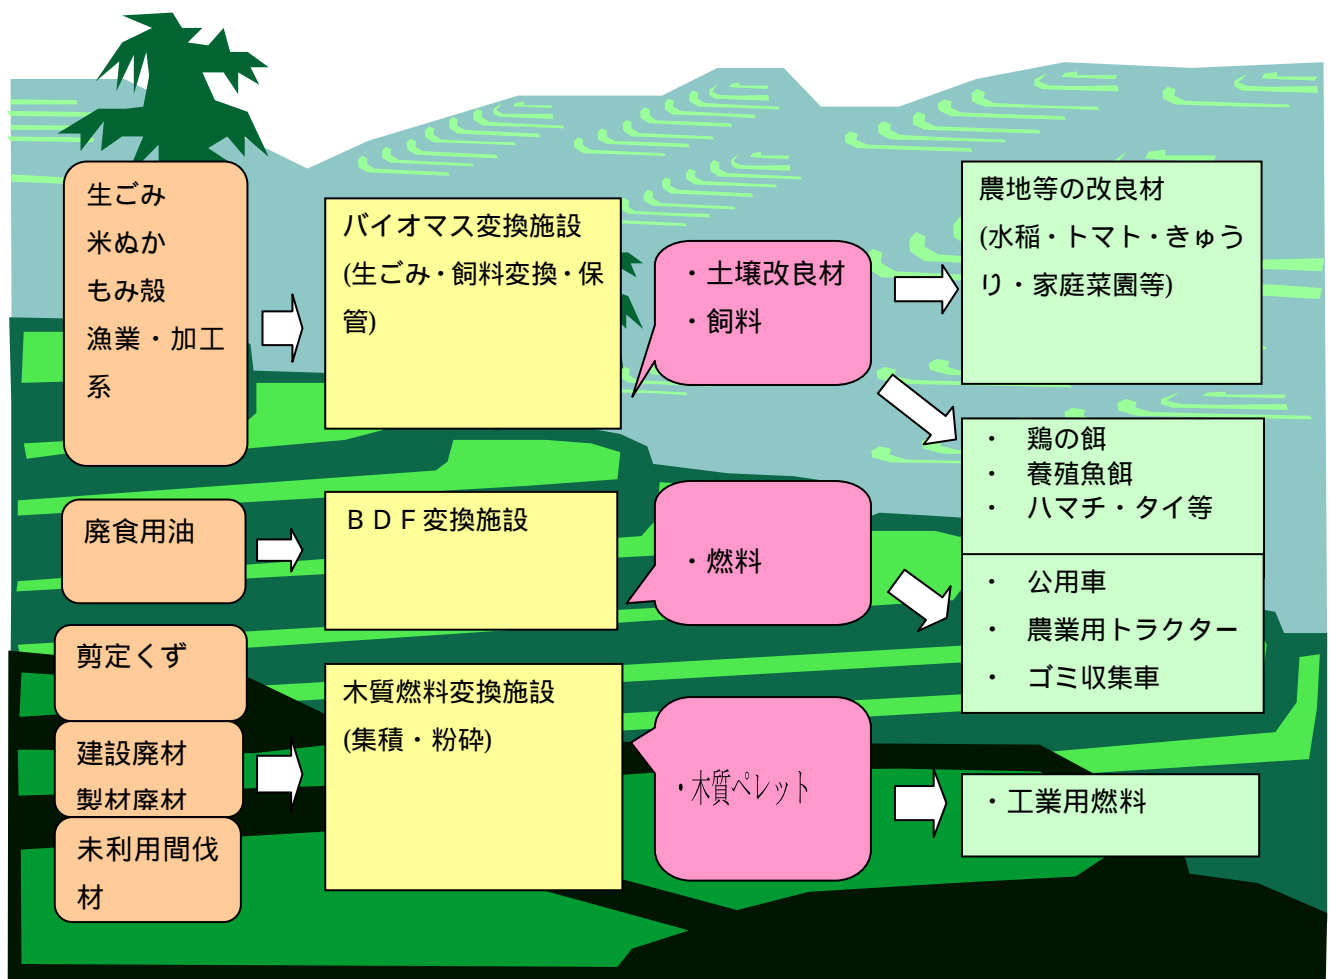 生ごみ
米ぬか
もみ殻
漁業・加工
系
バイオマス変換施設
(生ごみ・飼料変換・保
管)
・土壌改良材
・飼料
農地等の改良材
(水稲・トマト・きゅう
り・家庭菜園等)
・ 鶏の餌
・ 養殖魚餌
・ ハマチ・タイ等
廃食用油
ＢＤＦ変換施設
・燃料
・ 公用車
・ 農業用トラクター
・ ゴミ収集車
剪定くず
建設廃材
製材廃材
未利用間伐
材
木質燃料変換施設
(集積・粉砕)
・木質ペレット
・工業用燃料